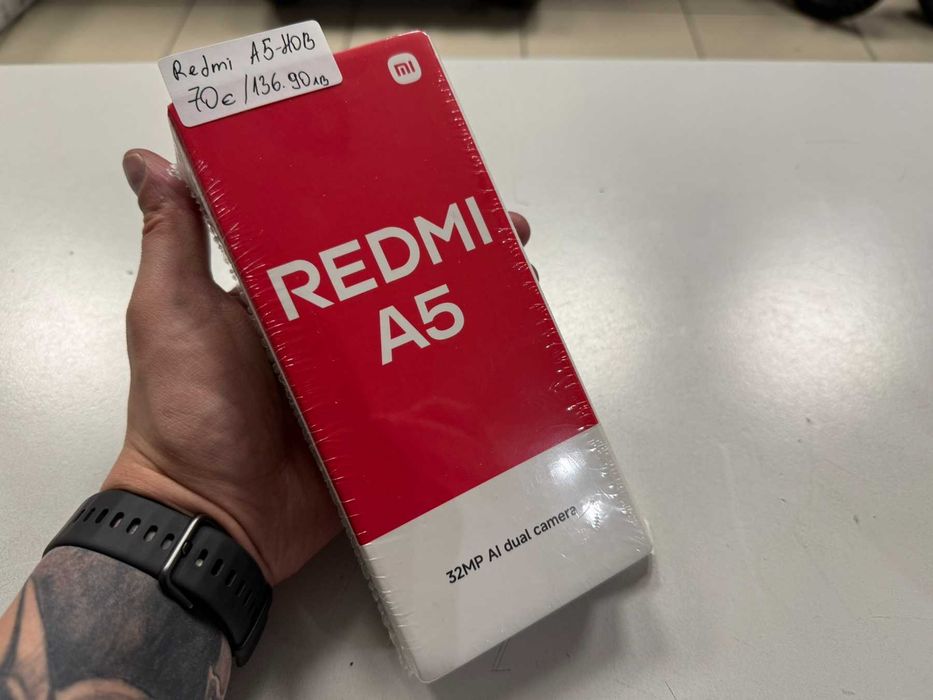 Redmi A5-НОВ
70€/136.90лв
mi
REDMI
A5
32MP AI dual camera